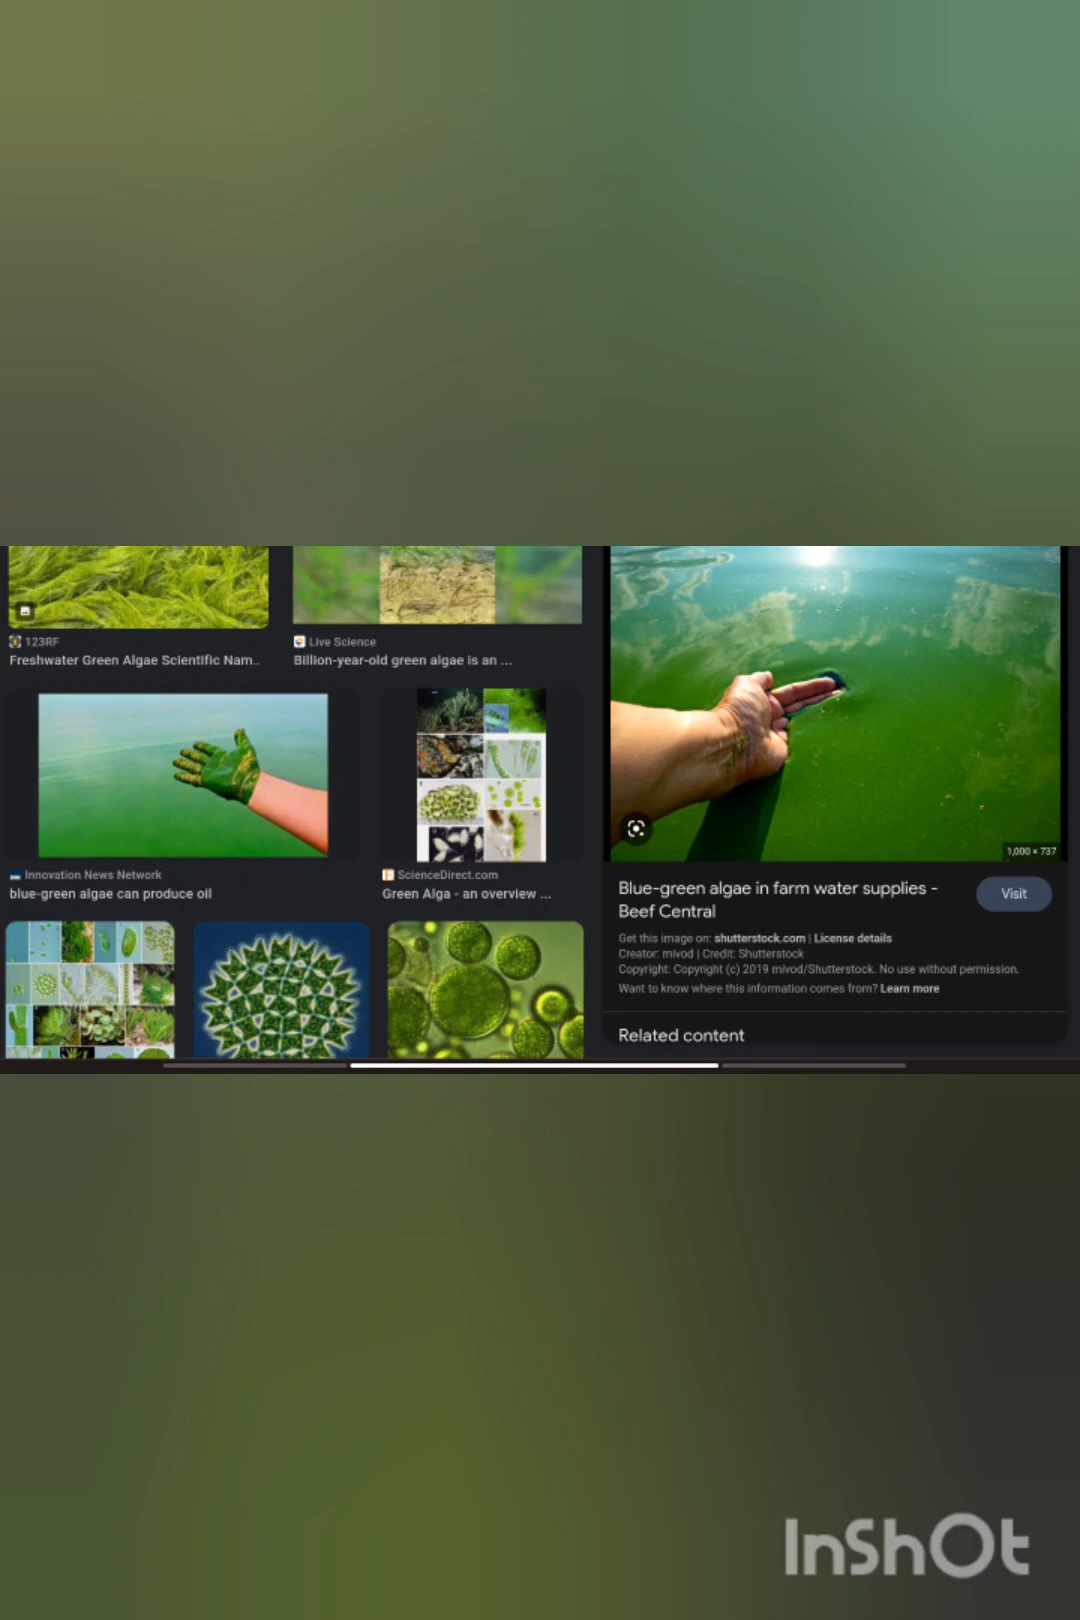 123RF
Freshwater Green Algae Scientific Nam..
Live Science
Billion-year-old green algae is an ...
Innovation News Network
blue-green algae can produce oil
ScienceDirect.com
Green Alga - an overview ...
1,000 × 737
Blue-green algae in farm water supplies -
Beef Central
Visit
Get this image on: shutterstock.com | License details
Creator: mivod | Credit: Shutterstock
Copyright: Copyright (c) 2019 mivod/Shutterstock. No use without permission.
Want to know where this information comes from? Learn more
Related content
InShOt